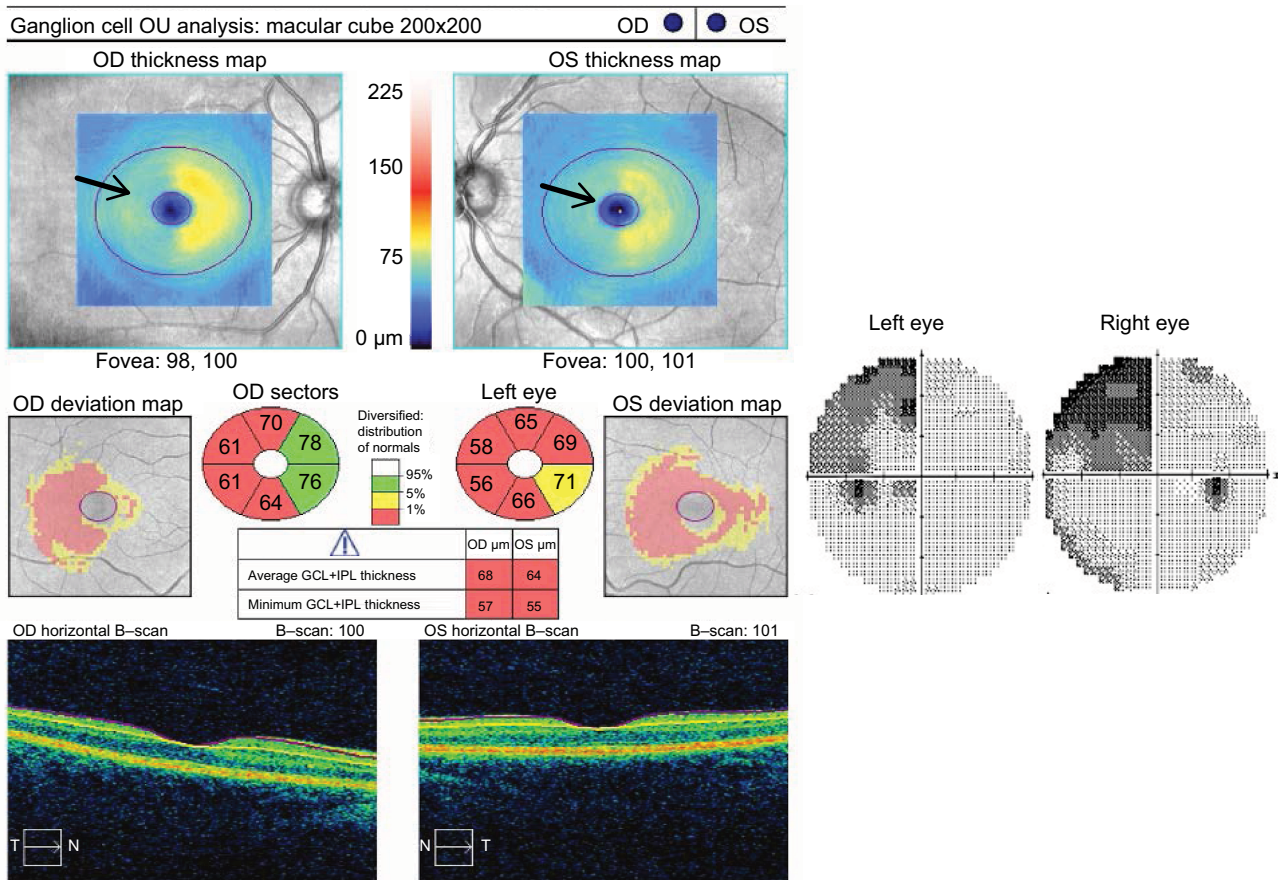 Ganglion cell OU analysis: macular cube 200x200
OD
OS
OD thickness map
OS thickness map
225
150
75
0 µm
Fovea: 98, 100
Fovea: 100, 101
Left eye
Right eye
OD deviation map
OD sectors
Left eye
OS deviation map
Diversified:
distribution
of normals
95%
5%
1%
70
61
78
61
76
64
65
58
69
56
71
66
OD µm
OS µm
Average GCL+IPL thickness
68
64
Minimum GCL+IPL thickness
57
55
OD horizontal B–scan
B–scan: 100
OS horizontal B–scan
B–scan: 101
T
N
N
T